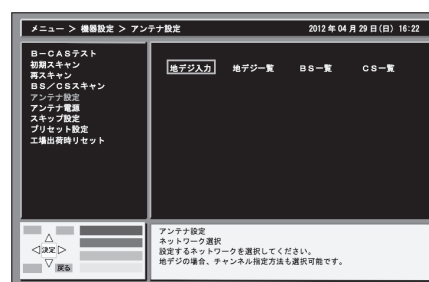 メニュー > 機器設定 > アンテナ設定 2012年04月29日(日) 16:22
B-CASテスト
初期スキャン
再スキャン
BS/CSスキャン
アンテナ設定
アンテナ電源
スキップ設定
プリセット設定
工場出荷時リセット
地デジ入力 地デジ一覧 BS一覧 CS一覧
△
◁決定▷
▽ 戻る
アンテナ設定
ネットワーク選択
設定するネットワークを選択してください。
地デジの場合、チャンネル指定方法も選択可能です。